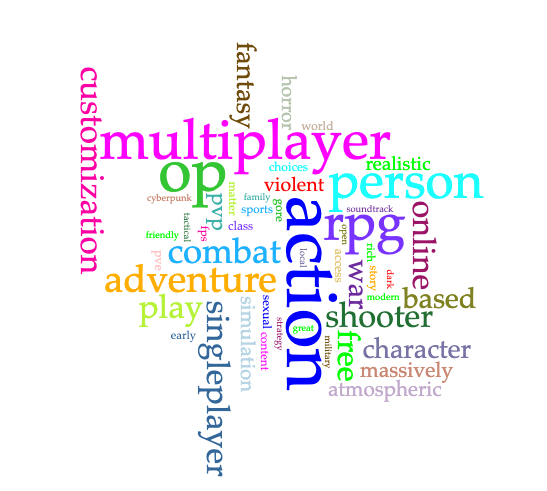 fantasy
customization
horror
world
multiplayer
choices
realistic
op
violent
person
cyberpunk
pvp
matter
family
sports
gore
action
soundtrack
rpg
online
tactical
fps
class
friendly
open
combat
pve
local
access
war
rich
story
dark
adventure
modern
based
play
singleplayer
simulation
sexual
content
strategy
great
military
shooter
free
early
character
massively
atmospheric